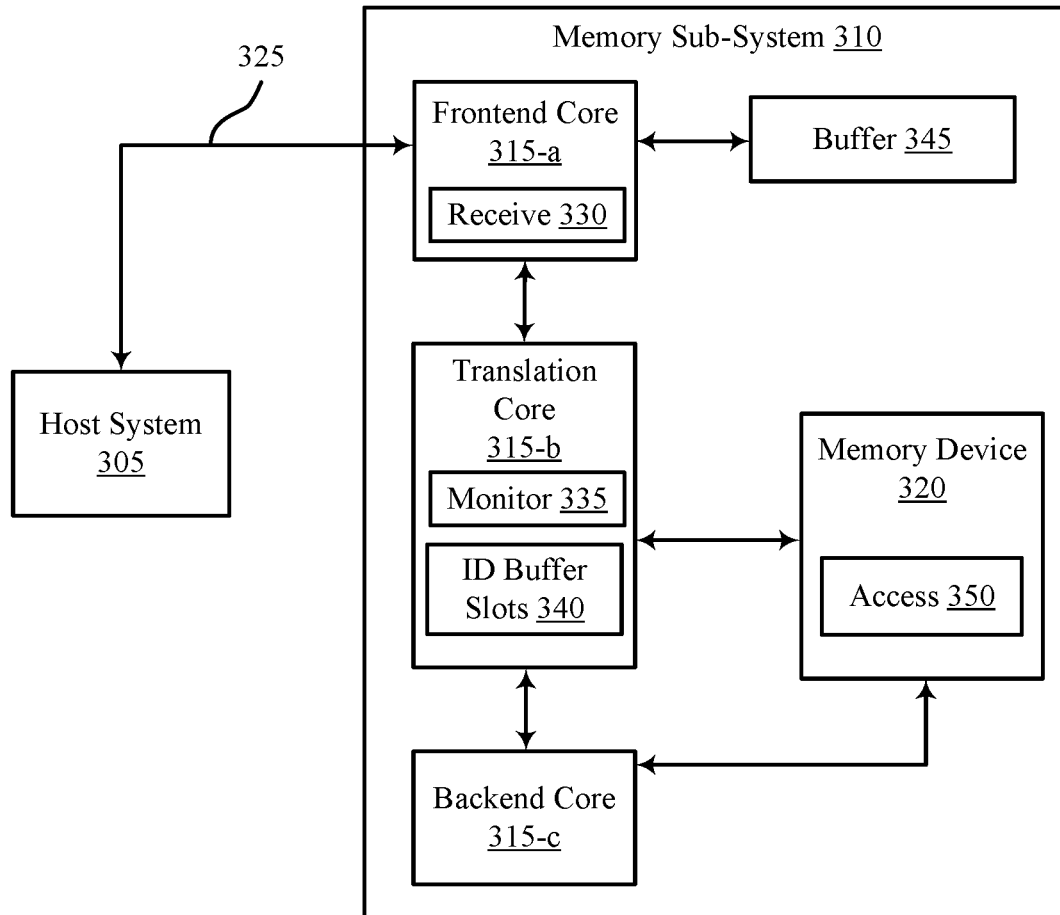 Memory Sub-System 310
325
Frontend Core
315-a
Receive 330
Buffer 345
Host System
305
Translation
Core
315-b
Monitor 335
ID Buffer
Slots 340
Memory Device
320
Access 350
Backend Core
315-c